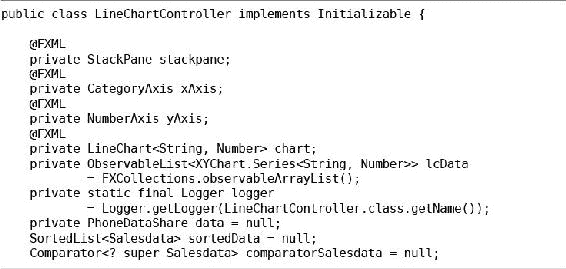 public class LineChartController implements Initializable {
@FXML
private StackPane stackpane;
@FXML
private CategoryAxis xAxis;
@FXML
private NumberAxis yAxis;
@FXML
private LineChart<String, Number> chart;
private ObservableList<XYChart.Series<String, Number>> lcData
= FXCollections.observableArrayList();
private static final Logger logger
= Logger.getLogger(LineChartController.class.getName());
private PhoneDataShare data = null;
SortedList<Salesdata> sortedData = null;
Comparator<? super Salesdata> comparatorSalesdata = null;